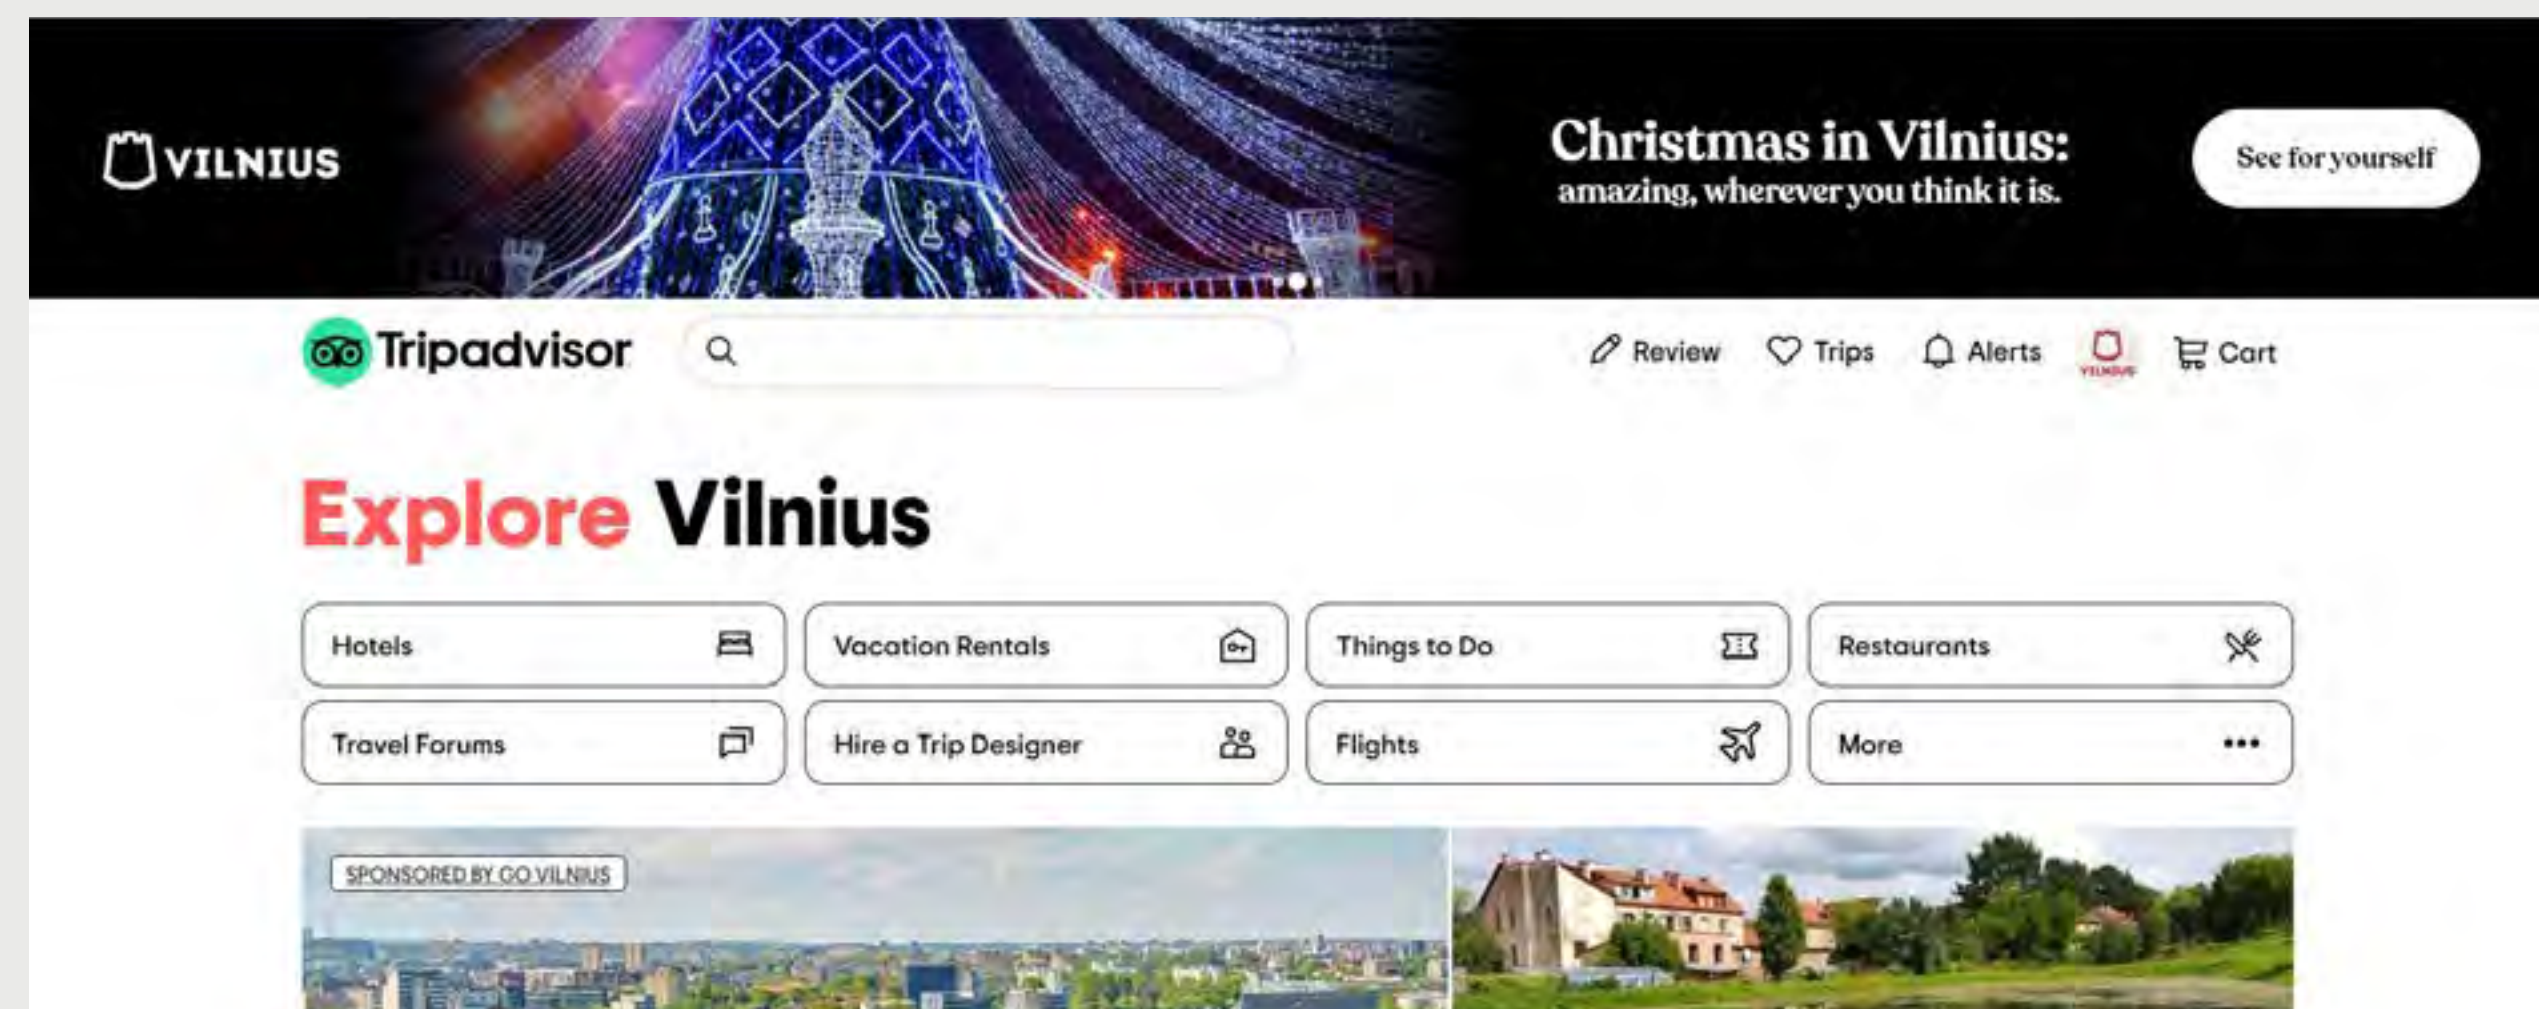 VILNIUS
Christmas in Vilnius:
amazing, wherever you think it is.
See for yourself
Tripadvisor
Review
Trips
Alerts
VILNIUS
Cart
Explore Vilnius
Hotels
Vacation Rentals
Things to Do
Restaurants
Travel Forums
Hire a Trip Designer
Flights
More
SPONSORED BY GO VILNIUS